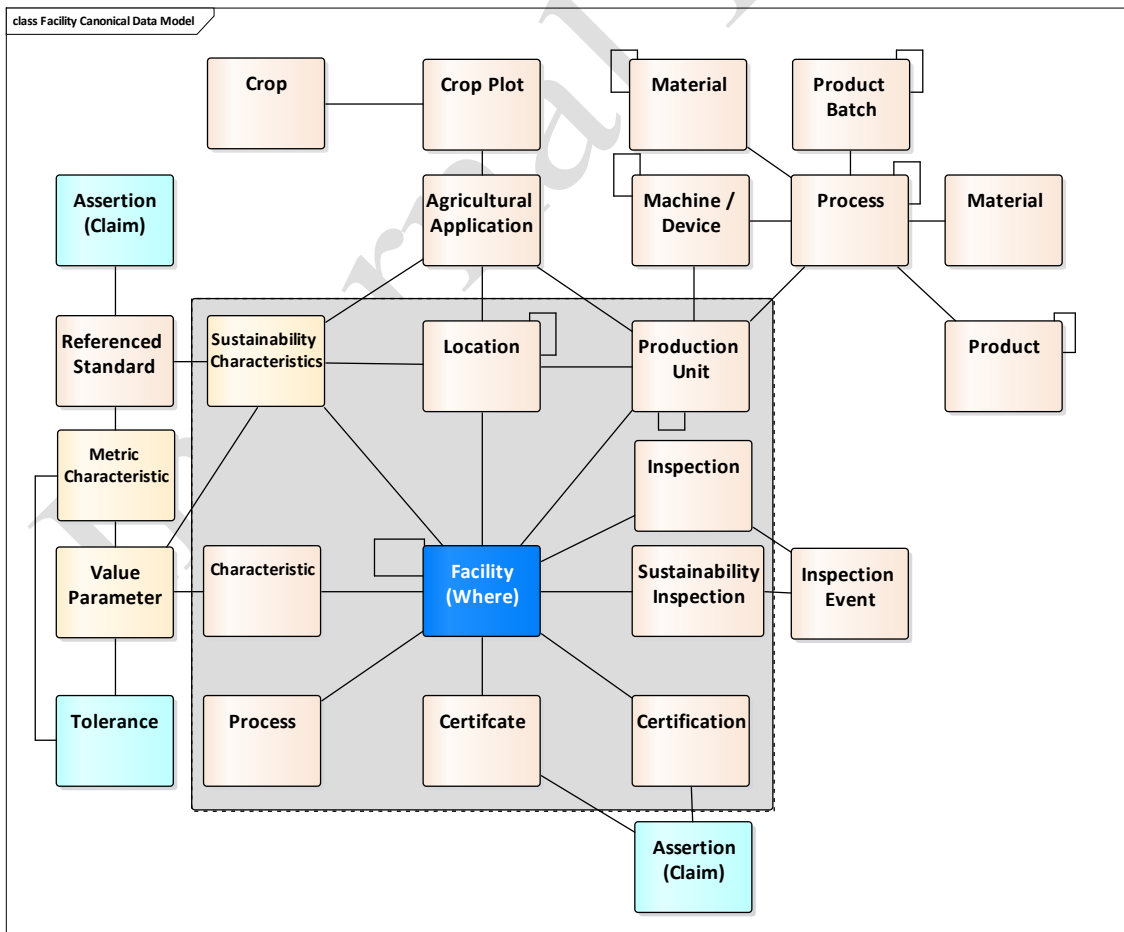 class Facility Canonical Data Model
Crop
Crop Plot
Material
Product
Batch
Assertion
(Claim)
Agricultural
Application
Machine /
Device
Process
Material
Referenced
Standard
Sustainability
Characteristics
Location
Production
Unit
Product
Metric
Characteristic
Inspection
Value
Parameter
Characteristic
Facility
(Where)
Sustainability
Inspection
Inspection
Event
Tolerance
Process
Certifcate
Certification
Assertion
(Claim)